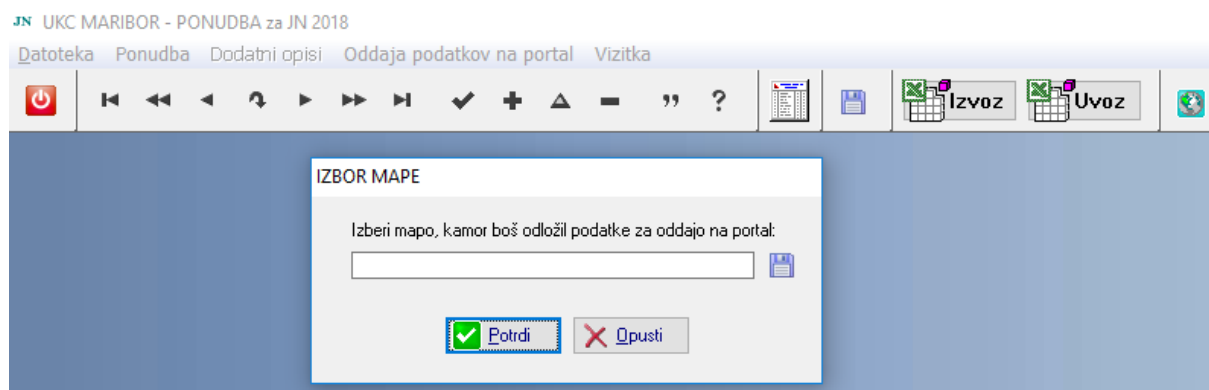 JN UKC MARIBOR - PONUDBA za JN 2018
Datoteka Ponudba Dodatni opisi Oddaja podatkov na portal Vizitka
? Izvoz Uvoz
IZBOR MAPE
Izberi mapo, kamor boš odložil podatke za oddajo na portal:
Potrdi Opusti